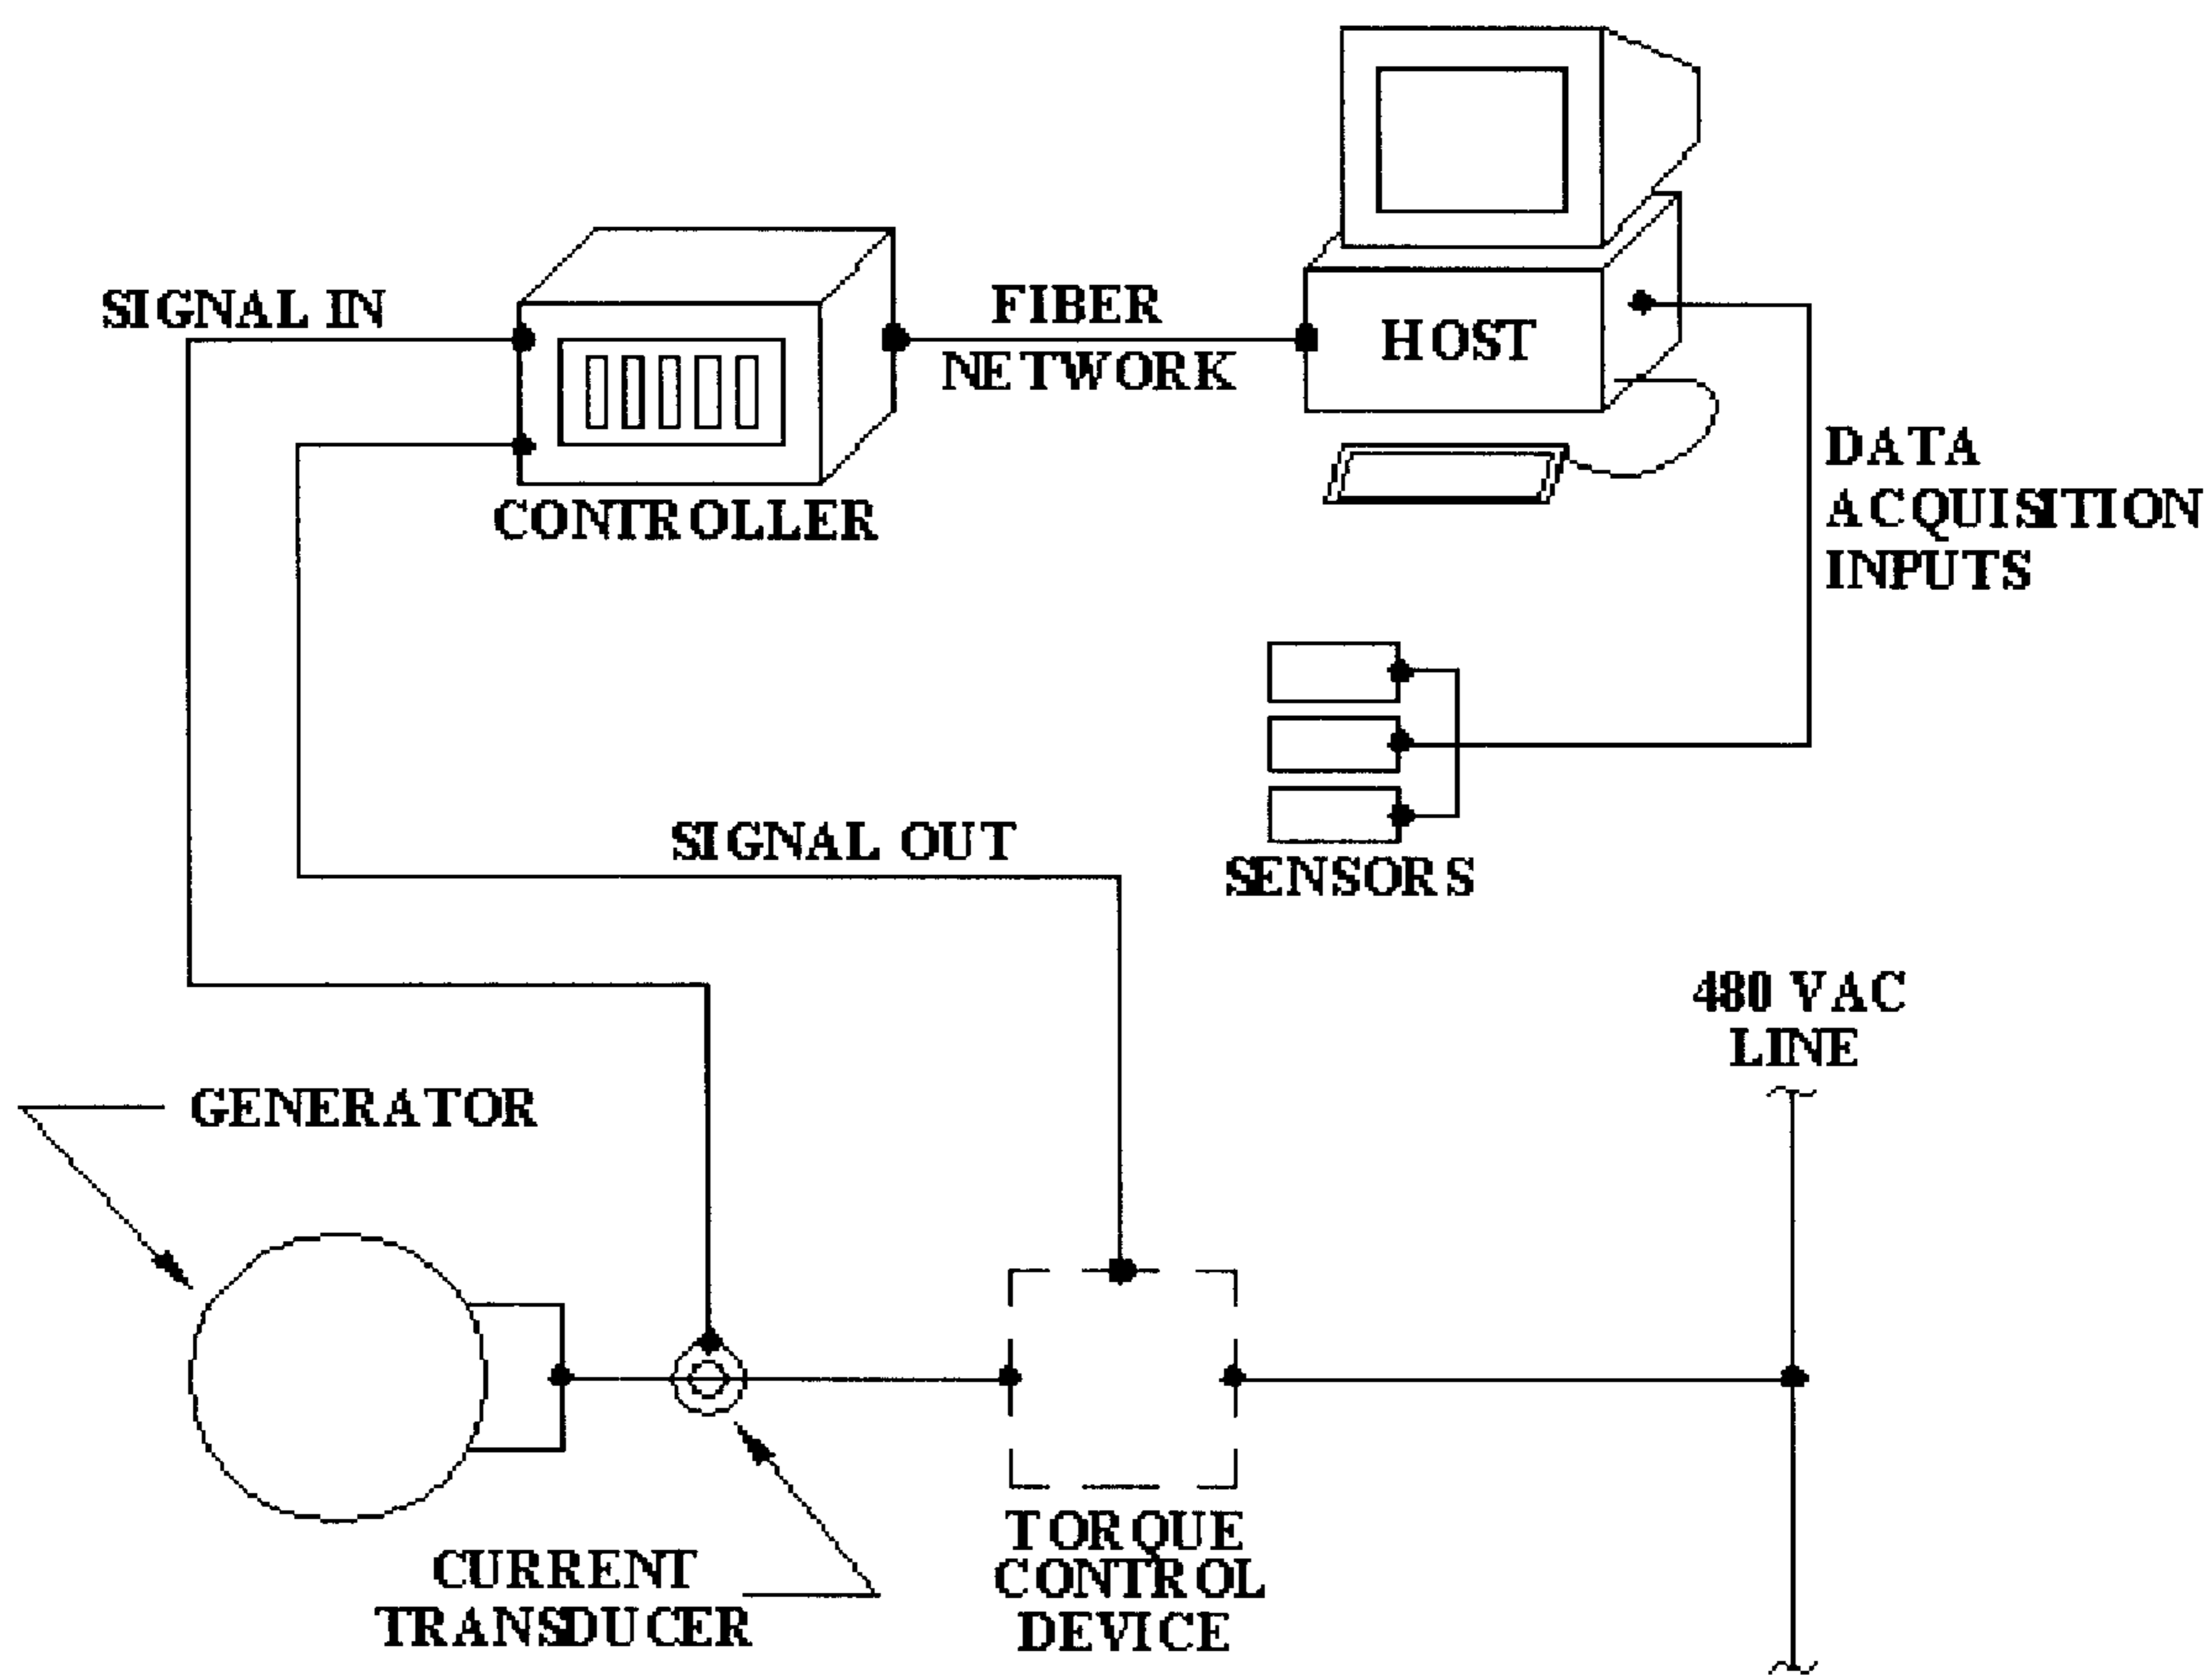 SIGNAL IN
FIBER
NETWORK
HOST
CONTROLLER
DATA
ACQUISITION
INPUTS
SIGNAL OUT
SENSORS
480 VAC
LINE
GENERATOR
CURRENT
TRANSDUCER
TORQUE
CONTROL
DEVICE